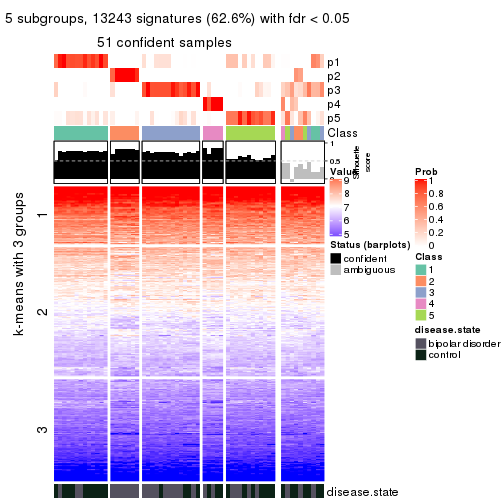 5 subgroups, 13243 signatures (62.6%) with fdr < 0.05
51 confident samples
p1
p2
p3
p4
p5
Class
1
0.5
0
Silhouette
score
k-means with 3 groups
1
2
3
Value
9
8
7
6
5
Status (barplots)
confident
ambiguous
Prob
1
0.8
0.6
0.4
0.2
0
Class
1
2
3
4
5
disease.state
bipolar disorder
control
disease.state